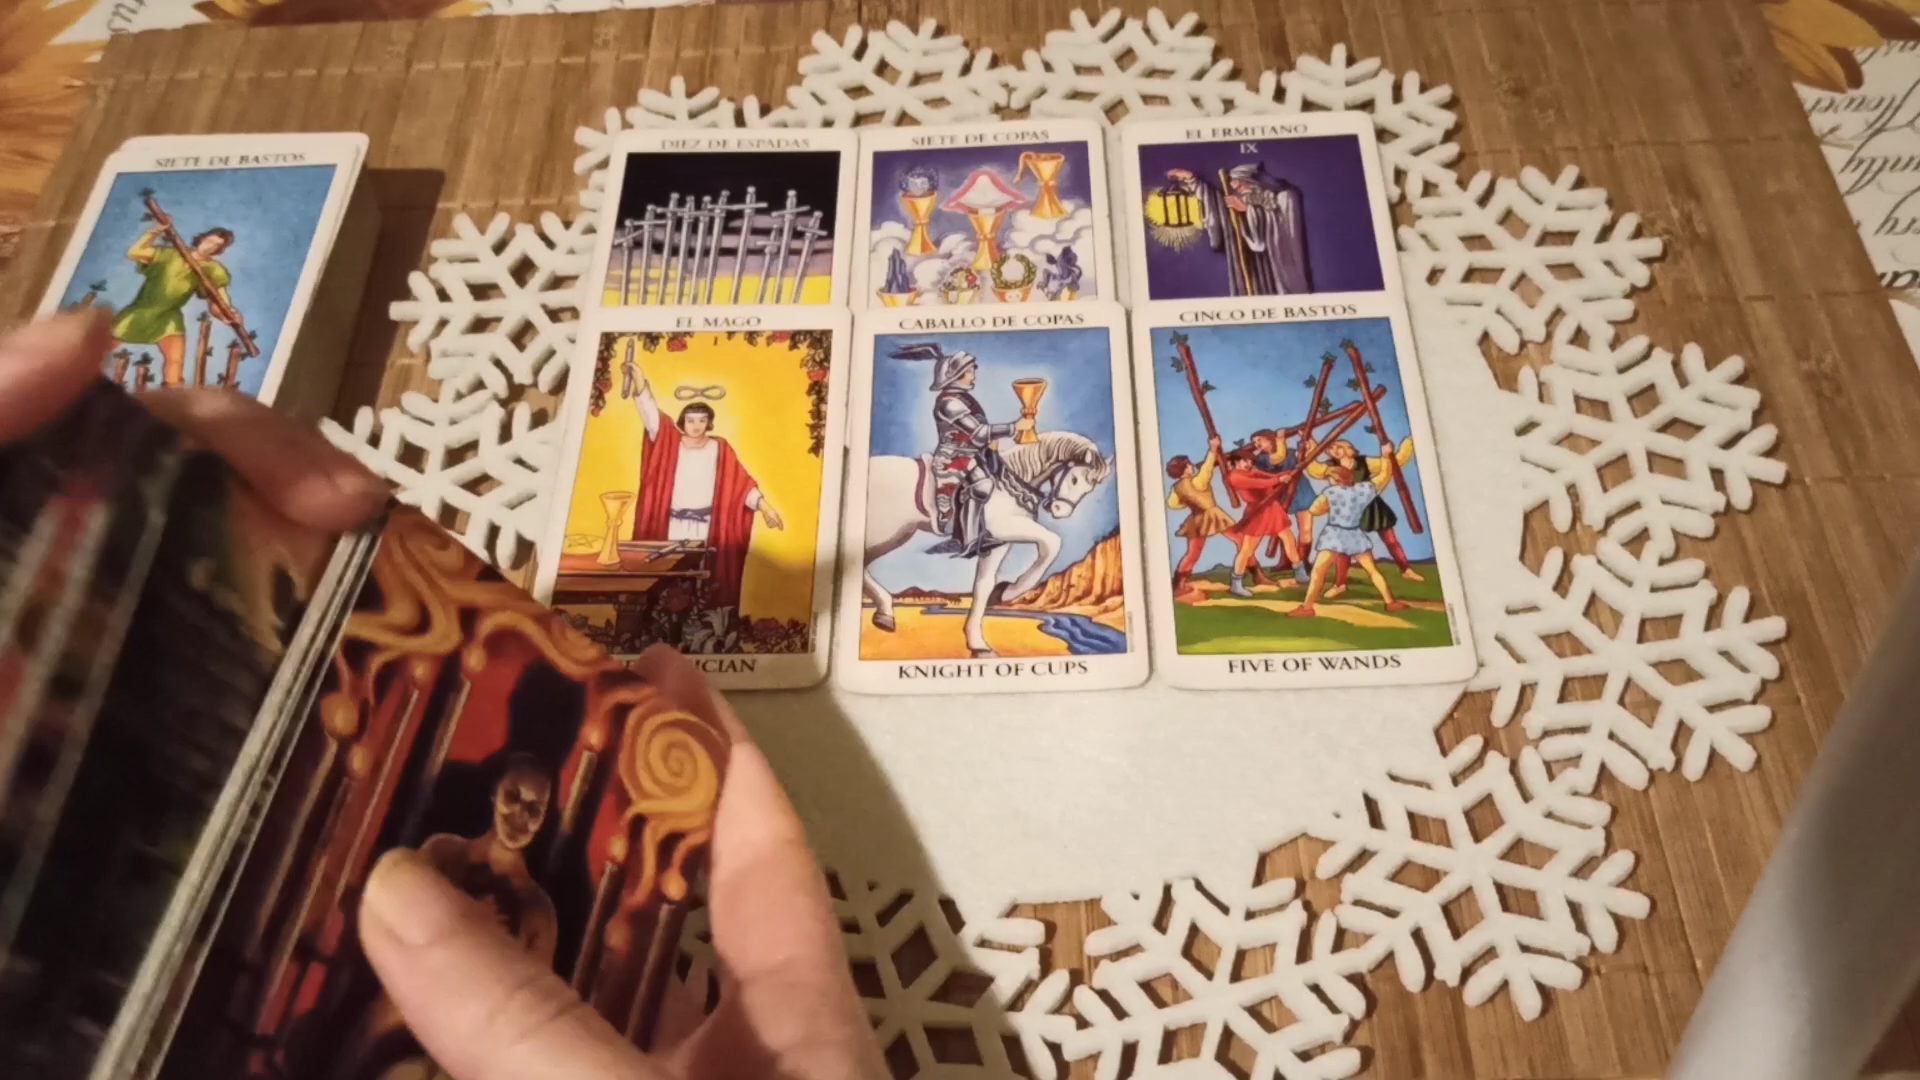 SIETE DE BASTOS
DIEZ DE ESPADAS
SIETE DE COPAS
EL ERMITAÑO
IX
EL MAGO
I
CABALLO DE COPAS
CINCO DE BASTOS
KNIGHT OF CUPS
FIVE OF WANDS